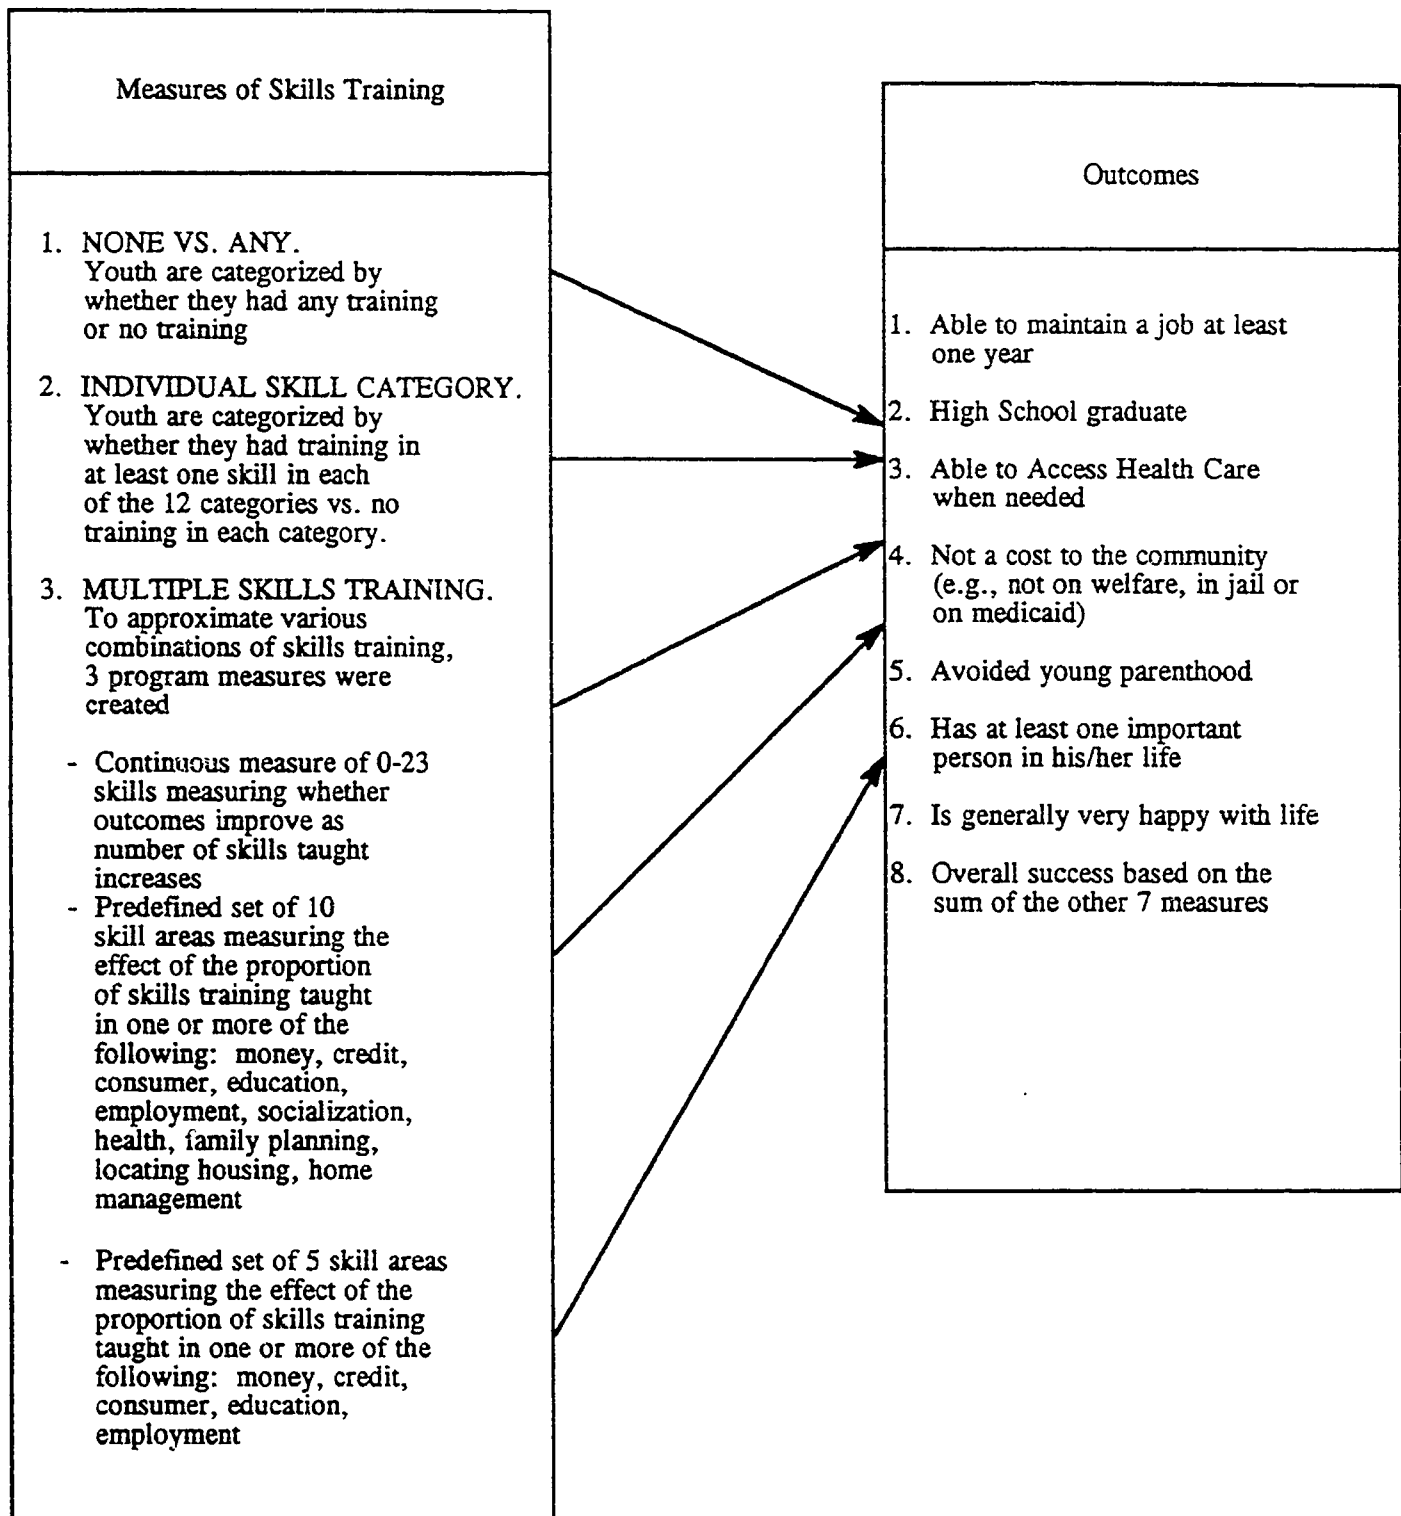 Measures of Skills Training
1. NONE VS. ANY.
Youth are categorized by
whether they had any training
or no training
2. INDIVIDUAL SKILL CATEGORY.
Youth are categorized by
whether they had training in
at least one skill in each
of the 12 categories vs. no
training in each category.
3. MULTIPLE SKILLS TRAINING.
To approximate various
combinations of skills training,
3 program measures were
created
- Continuous measure of 0-23
skills measuring whether
outcomes improve as
number of skills taught
increases
- Predefined set of 10
skill areas measuring the
effect of the proportion
of skills training taught
in one or more of the
following: money, credit,
consumer, education,
employment, socialization,
health, family planning,
locating housing, home
management
- Predefined set of 5 skill areas
measuring the effect of the
proportion of skills training
taught in one or more of the
following: money, credit,
consumer, education,
employment
Outcomes
1. Able to maintain a job at least
one year
2. High School graduate
3. Able to Access Health Care
when needed
4. Not a cost to the community
(e.g., not on welfare, in jail or
on medicaid)
5. Avoided young parenthood
6. Has at least one important
person in his/her life
7. Is generally very happy with life
8. Overall success based on the
sum of the other 7 measures